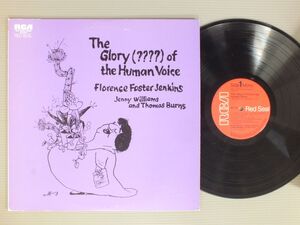 RCA
The
Glory (????) of
the Human Voice
Florence Foster Jenkins
Jenny Williams
and Thomas Burns
RCA
Red Seal